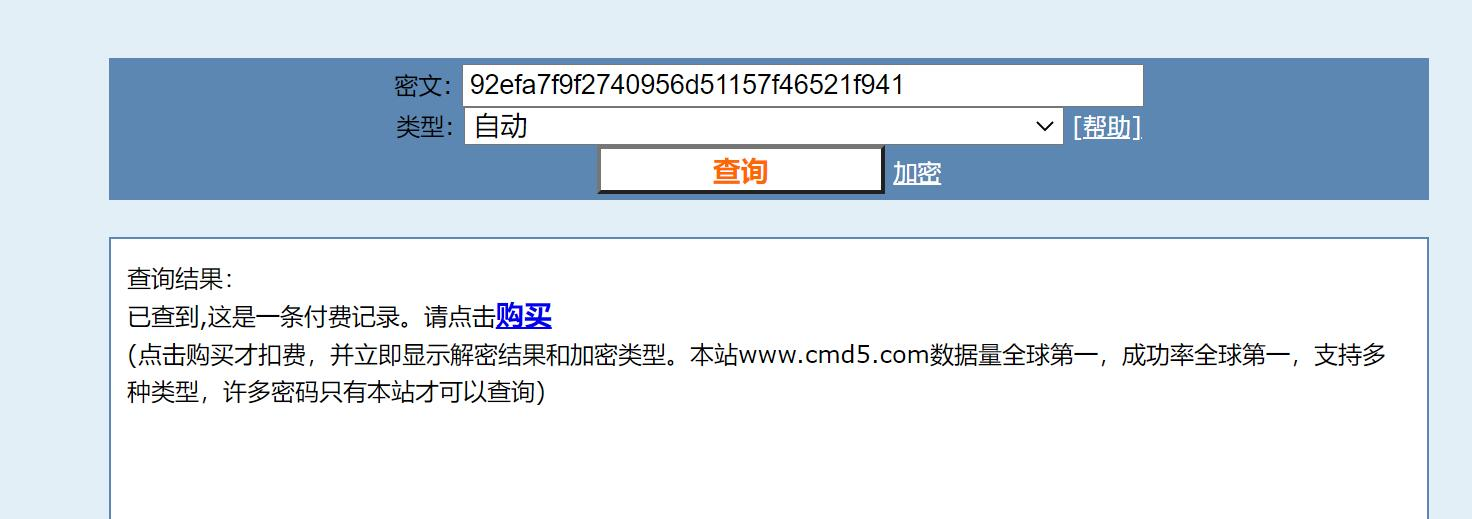 密文： 92efa7f9f2740956d51157f46521f941
类型： 自动 [帮助]
查询 加密
查询结果：
已查到,这是一条付费记录。请点击购买
(点击购买才扣费，并立即显示解密结果和加密类型。本站www.cmd5.com数据量全球第一，成功率全球第一，支持多
种类型，许多密码只有本站才可以查询)